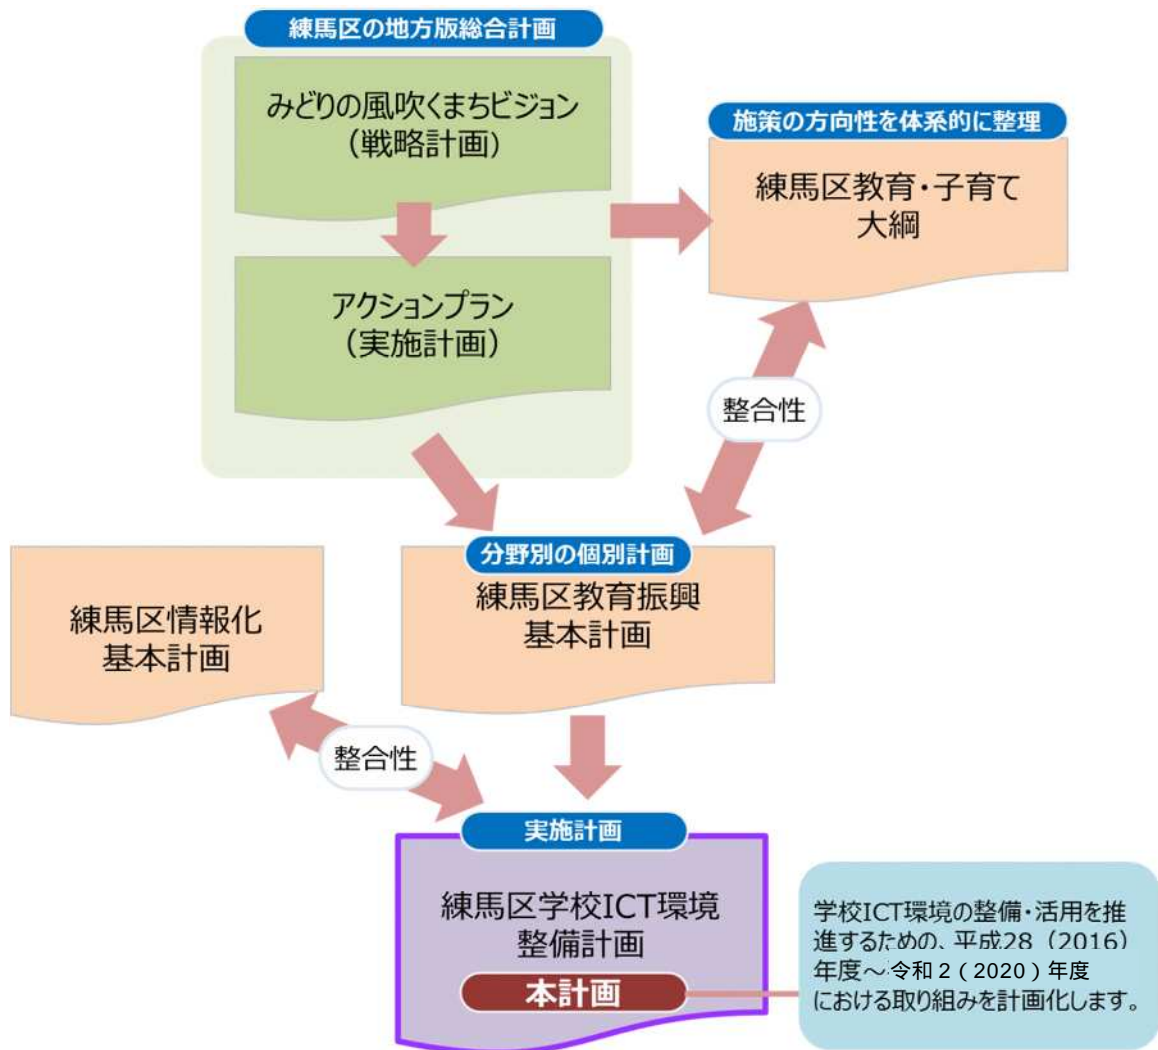 練馬区の地方版総合計画
みどりの風吹くまちビジョン
（戦略計画）
アクションプラン
（実施計画）
施策の方向性を体系的に整理
練馬区教育・子育て
大綱
整合性
分野別の個別計画
練馬区教育振興
基本計画
練馬区情報化
基本計画
整合性
実施計画
練馬区学校ICT環境
整備計画
本計画
学校ICT環境の整備・活用を推
進するための、平成28（2016）
年度～令和２（2020）年度
における取り組みを計画化します。